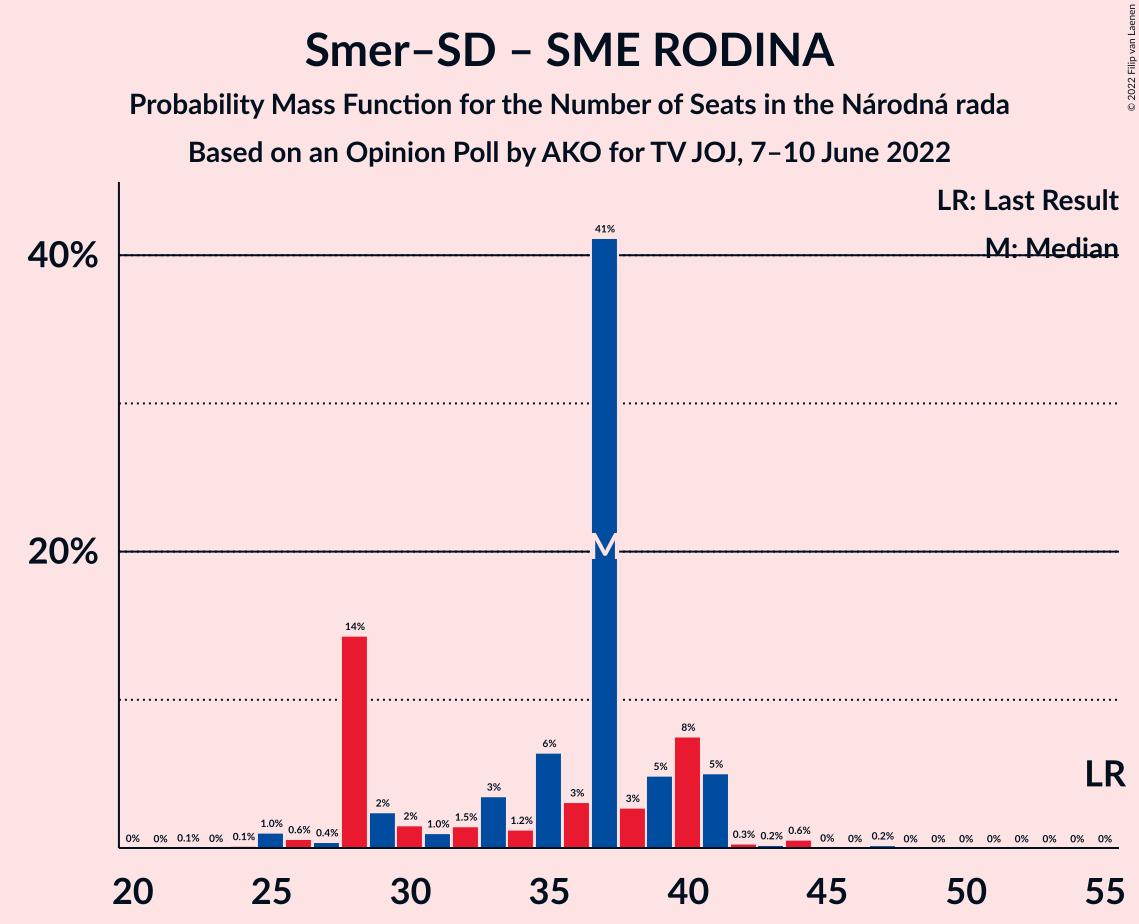 Smer–SD – SME RODINA
Probability Mass Function for the Number of Seats in the Národná rada
Based on an Opinion Poll by AKO for TV JOJ, 7–10 June 2022
© 2022 Filip van Laenen
LR: Last Result
M: Median
40%
20%
0% 0% 0.1% 0% 0.1% 1.0% 0.6% 0.4% 14% 2% 2% 1.0% 1.5% 3% 1.2% 6% 3% 41% 3% 5% 8% 5% 0.3% 0.2% 0.6% 0% 0% 0.2% 0% 0% 0% 0% 0% 0% 0% 0%
M
LR
20 25 30 35 40 45 50 55